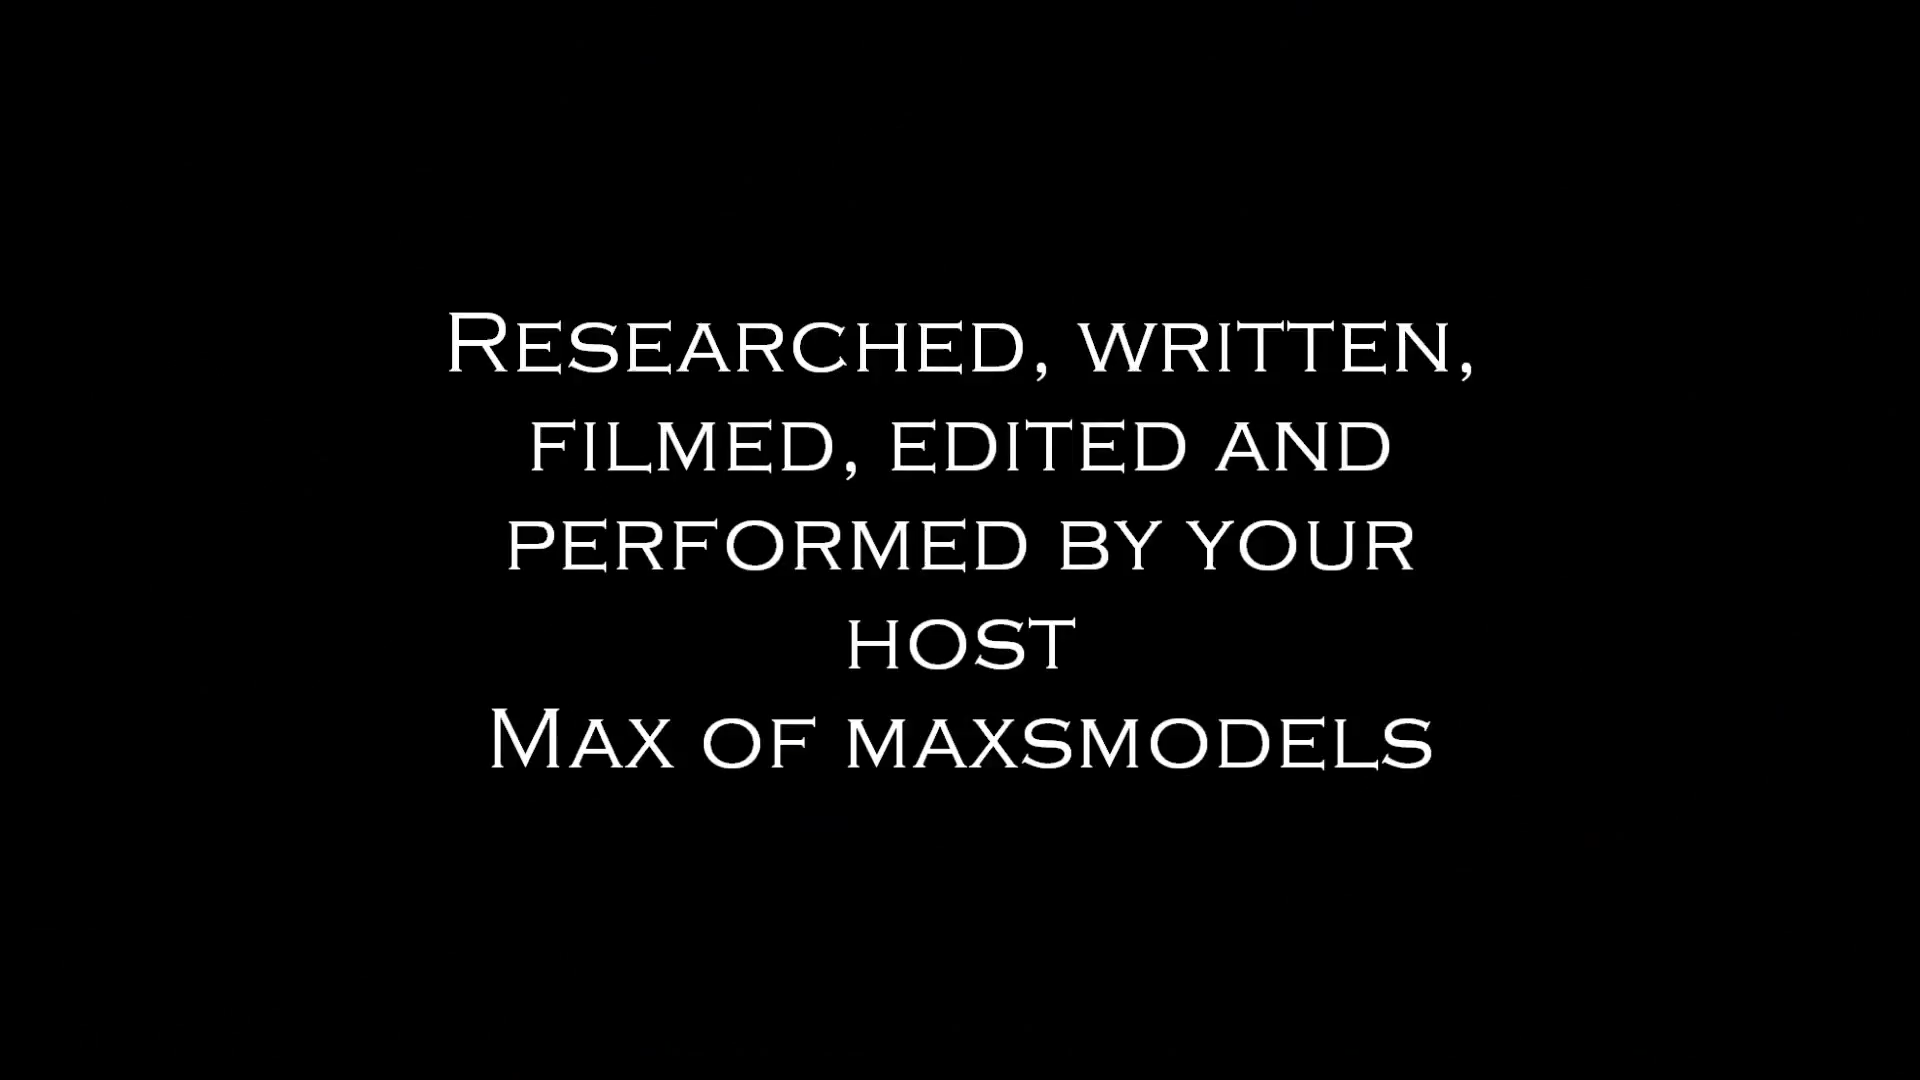 Researched, written,
filmed, edited and
performed by your
host
Max of maxsmodels